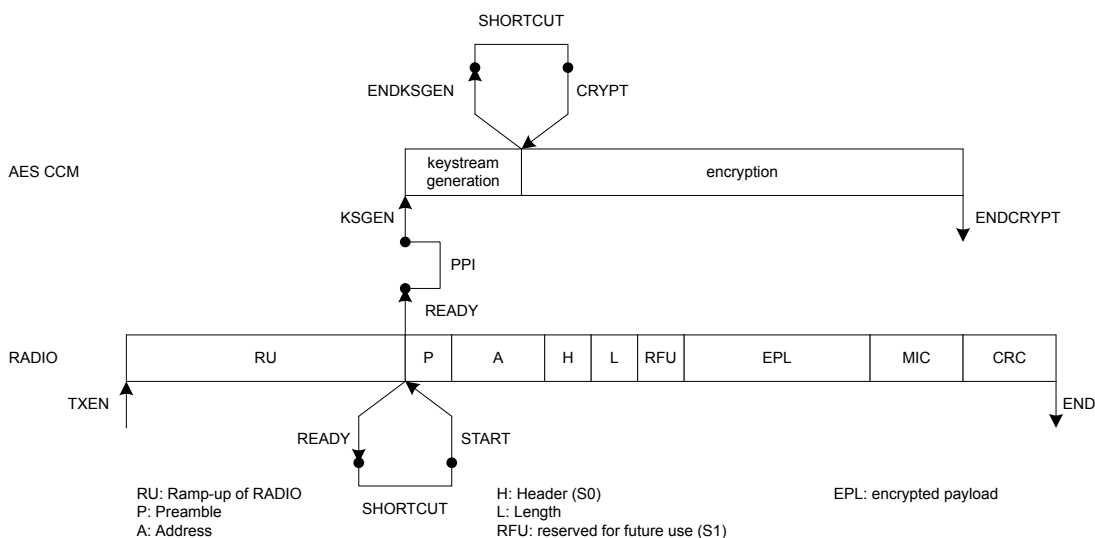 SHORTCUT
ENDKSGEN
CRYPT
AES CCM
keystream
generation
encryption
KSGEN
ENDCRYPT
PPI
READY
RADIO
RU
P
A
H
L
RFU
EPL
MIC
CRC
TXEN
END
READY
START
SHORTCUT
RU: Ramp-up of RADIO
P: Preamble
A: Address
H: Header (S0)
L: Length
RFU: reserved for future use (S1)
EPL: encrypted payload